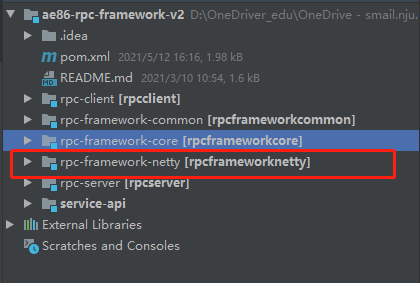 ae86-rpc-framework-v2 D:\OneDriver_edu\OneDrive - smail.nju.
.idea
pom.xml 2021/5/12 16:16, 1.98 kB
README.md 2021/3/10 10:54, 1.6 kB
rpc-client [rpcclient]
rpc-framework-common [rpcframeworkcommon]
rpc-framework-core [rpcframeworkcore]
rpc-framework-netty [rpcframeworknetty]
rpc-server [rpcserver]
service-api
External Libraries
Scratches and Consoles